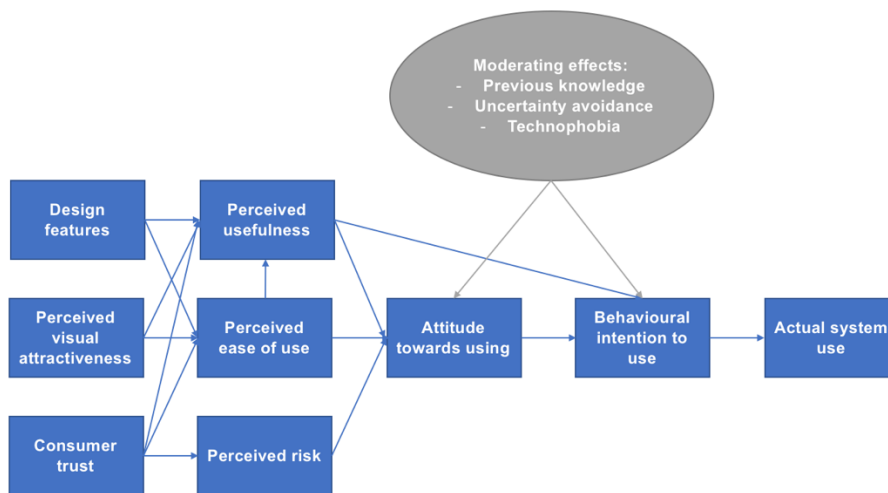 Moderating effects:
- Previous knowledge
- Uncertainty avoidance
- Technophobia
Design
features
Perceived
usefulness
Perceived
visual
attractiveness
Perceived
ease of use
Attitude
towards using
Behavioural
intention to
use
Actual system
use
Consumer
trust
Perceived risk